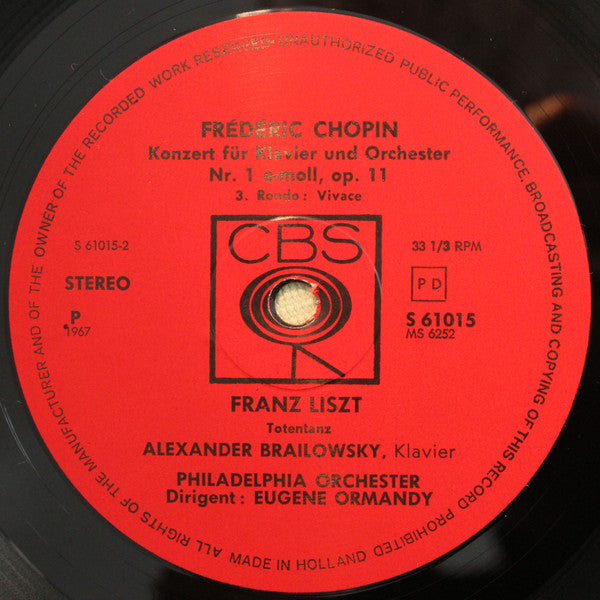 ALL RIGHTS OF THE MANUFACTURER AND OF THE OWNER OF THE RECORDED WORK RESERVED-UNAUTHORIZED PUBLIC PERFORMANCE, BROADCASTING AND COPYING OF THIS RECORD PROHIBITED
FRÉDÉRIC CHOPIN
Konzert für Klavier und Orchester
Nr. 1 e-moll, op. 11
3. Rondo: Vivace
CBS
S 61015-2
33 1/3 RPM
STEREO
P D
P
1967
S 61015
MS 6252
FRANZ LISZT
Totentanz
ALEXANDER BRAILOWSKY, Klavier
PHILADELPHIA ORCHESTER
Dirigent: EUGENE ORMANDY
MADE IN HOLLAND